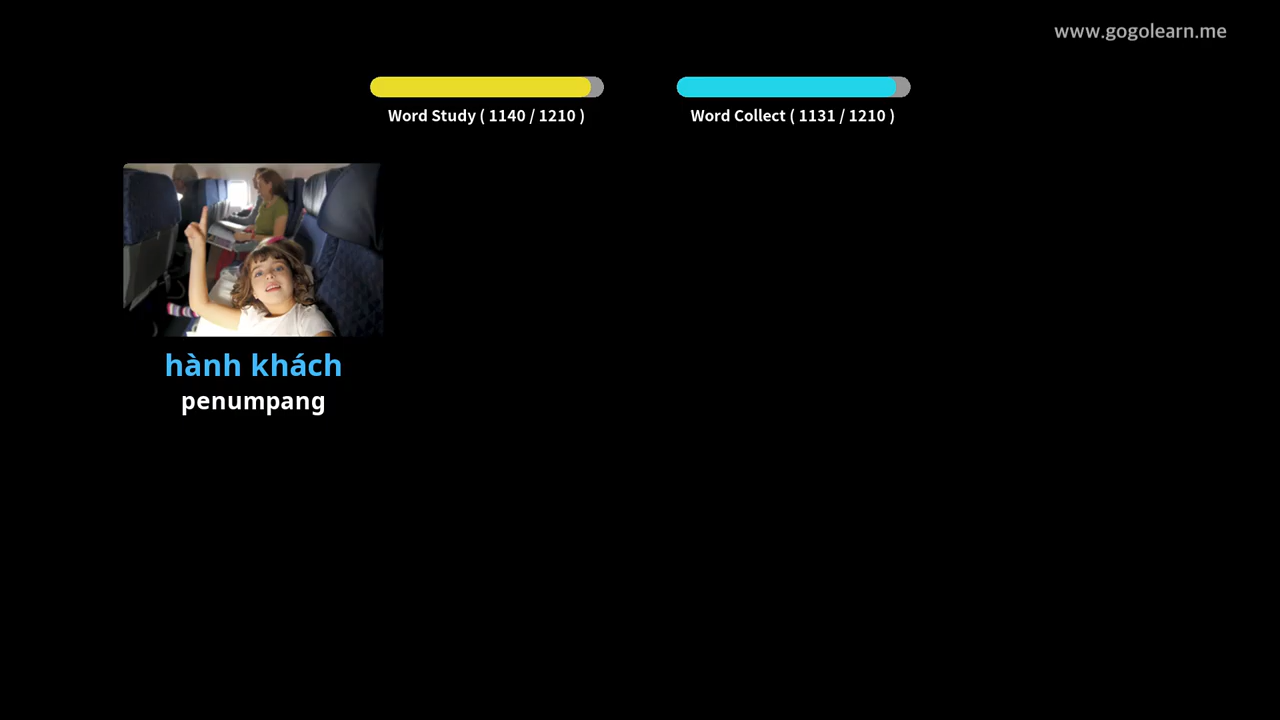 www.gogolearn.me
Word Study ( 1140 / 1210 )
Word Collect ( 1131 / 1210 )
hành khách
penumpang